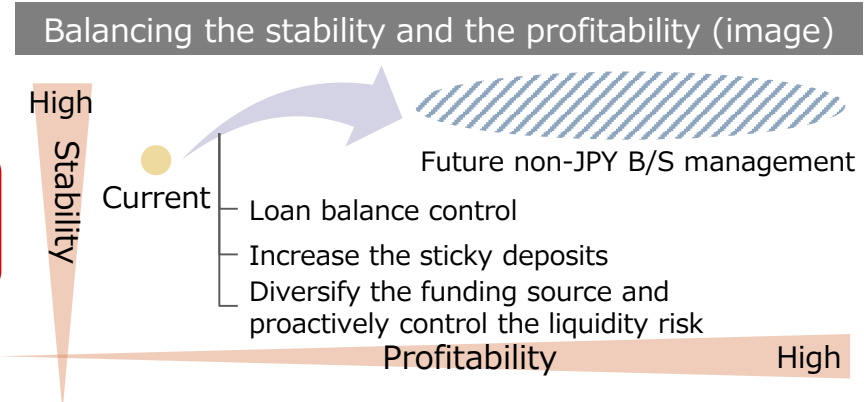 Balancing the stability and the profitability (image)
High
Stability
Current
Future non-JPY B/S management
Loan balance control
Increase the sticky deposits
Diversify the funding source and
proactively control the liquidity risk
Profitability
High